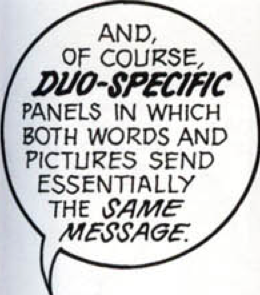 AND,
OF COURSE,
DUO-SPECIFIC
PANELS IN WHICH
BOTH WORDS AND
PICTURES SEND
ESSENTIALLY
THE SAME
MESSAGE.